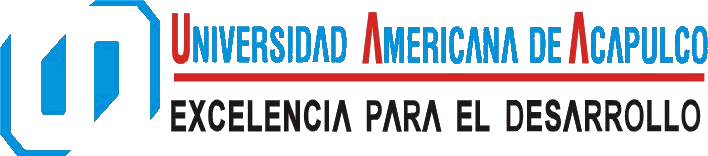 UNIVERSIDAD AMERICANA DE ACAPULCO
EXCELENCIA PARA EL DESARROLLO